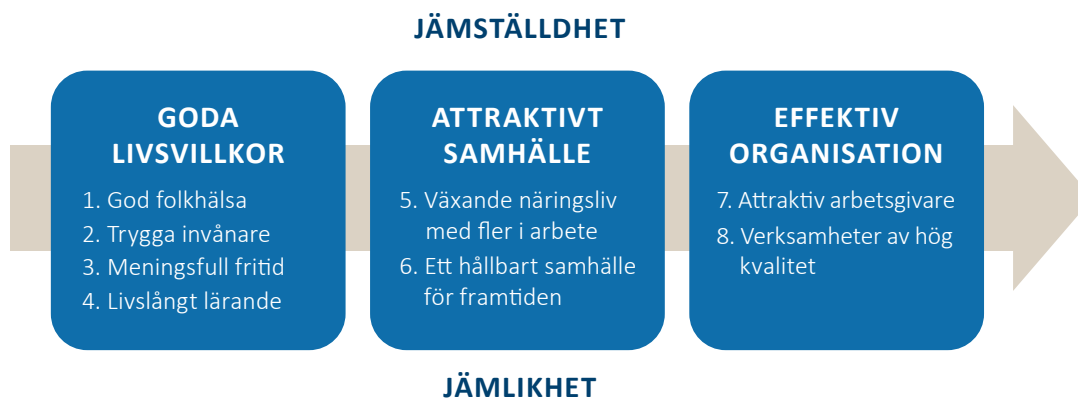 JÄMSTÄLLDHET
GODA
LIVSVILLKOR
1. God folkhälsa
2. Trygga invånare
3. Meningsfull fritid
4. Livslångt lärande
ATTRAKTIVT
SAMHÄLLE
5. Växande näringsliv
med fler i arbete
6. Ett hållbart samhälle
för framtiden
EFFEKTIV
ORGANISATION
7. Attraktiv arbetsgivare
8. Verksamheter av hög
kvalitet
JÄMLIKHET